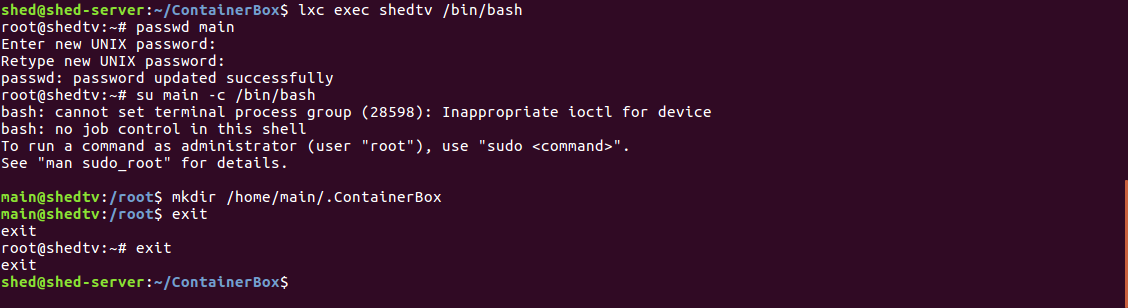 shed@shed-server:~/ContainerBox$ lxc exec shedtv /bin/bash
root@shedtv:~# passwd main
Enter new UNIX password:
Retype new UNIX password:
passwd: password updated successfully
root@shedtv:~# su main -c /bin/bash
bash: cannot set terminal process group (28598): Inappropriate ioctl for device
bash: no job control in this shell
To run a command as administrator (user "root"), use "sudo <command>".
See "man sudo_root" for details.
main@shedtv:/root$ mkdir /home/main/.ContainerBox
main@shedtv:/root$ exit
exit
root@shedtv:~# exit
exit
shed@shed-server:~/ContainerBox$